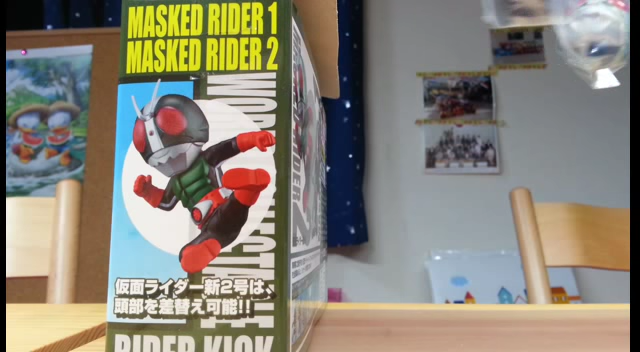 MASKED RIDER 1
MASKED RIDER 2
仮面ライダー新2号は、
頭部を差替え可能!!
RIDER KICK